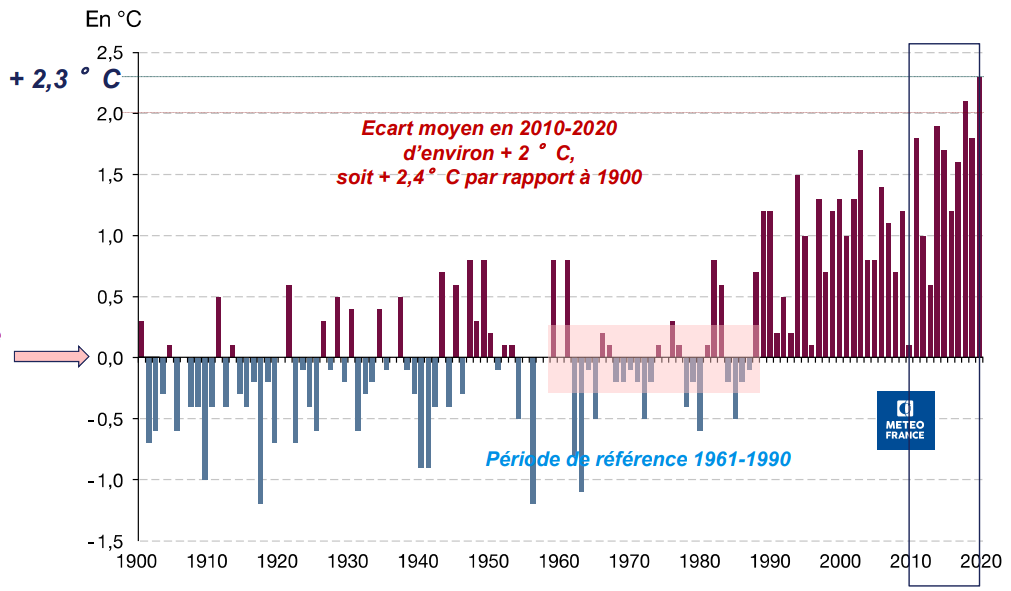 En °C
2,5
+ 2,3 ° C
2,0
Ecart moyen en 2010-2020
d'environ + 2 ° C,
soit + 2,4° C par rapport à 1900
1,5
1,0
0,5
0,0
-0,5
METEO
FRANCE
Période de référence 1961-1990
-1,0
-1,5
1900 1910 1920 1930 1940 1950 1960 1970 1980 1990 2000 2010 2020